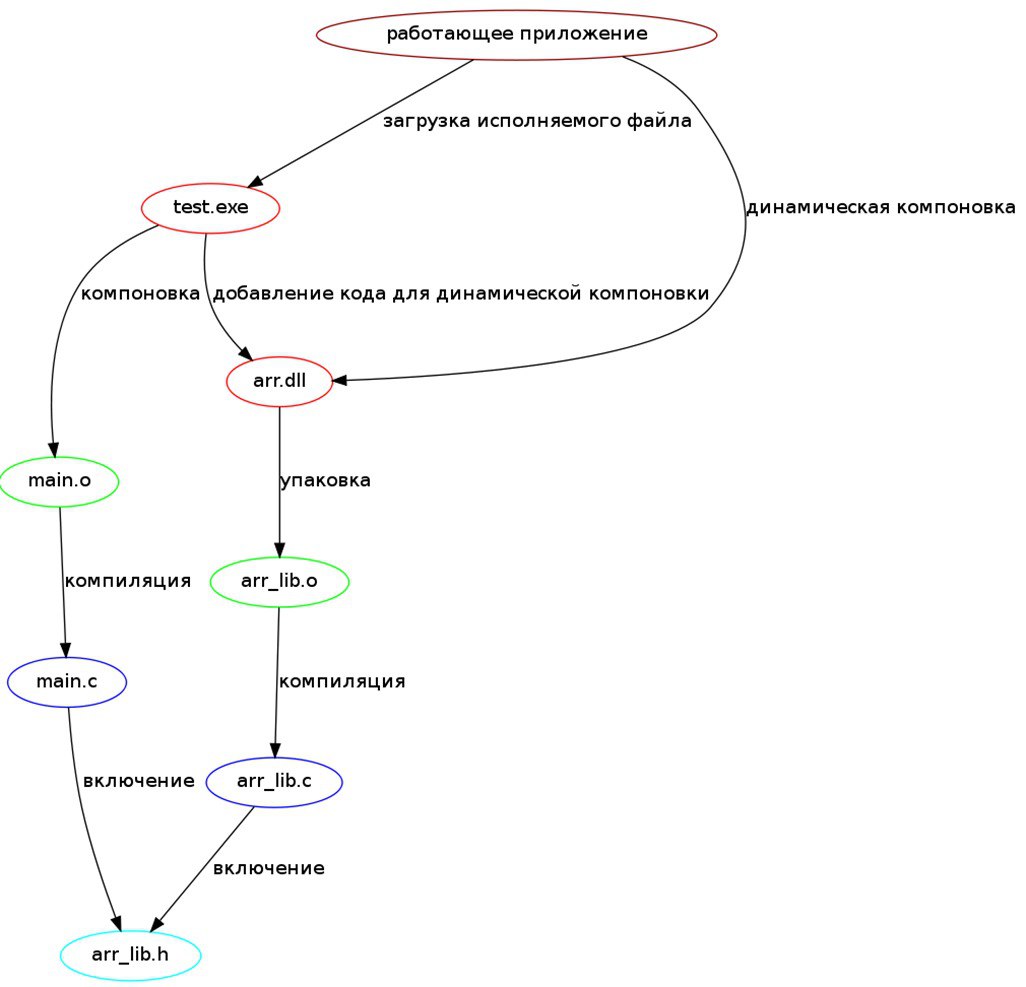 работающее приложение
загрузка исполняемого файла
test.exe
динамическая компоновка
компоновка
добавление кода для динамической компоновки
arr.dll
main.o
упаковка
компиляция
arr_lib.o
main.c
компиляция
включение
arr_lib.c
включение
arr_lib.h